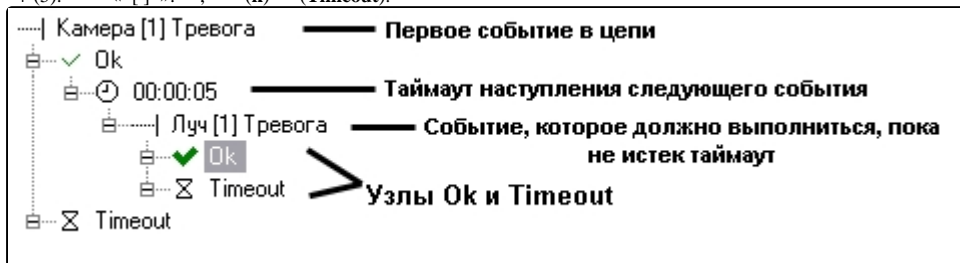 Камера [1] Тревога Первое событие в цепи
Ok
00:00:05 Таймаут наступления следующего события
Луч [1] Тревога Событие, которое должно выполниться, пока
не истек таймаут
Ok
Timeout
Узлы Ok и Timeout
Timeout